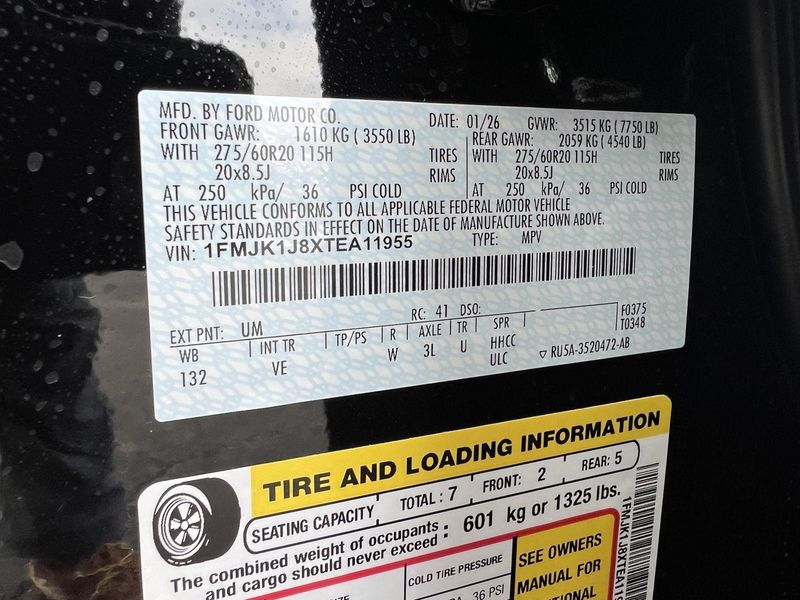 MFD. BY FORD MOTOR CO. DATE: 01/26 GVWR: 3515 KG ( 7750 LB)
FRONT GAWR: 1610 KG ( 3550 LB) REAR GAWR: 2059 KG ( 4540 LB)
WITH 275/60R20 115H TIRES WITH 275/60R20 115H TIRES
20x8.5J RIMS 20x8.5J RIMS
AT 250 kPa/ 36 PSI COLD AT 250 kPa/ 36 PSI COLD
THIS VEHICLE CONFORMS TO ALL APPLICABLE FEDERAL MOTOR VEHICLE
SAFETY STANDARDS IN EFFECT ON THE DATE OF MANUFACTURE SHOWN ABOVE.
VIN: 1FMJK1J8XTEA11955 TYPE: MPV
RC: 41 DSO: F0375
EXT PNT: UM T0348
WB INT TR TP/PS R AXLE TR SPR
132 VE W 3L U HHCC
ULC ▽ RU5A-3520472-AB
TIRE AND LOADING INFORMATION
SEATING CAPACITY TOTAL : 7 FRONT: 2 REAR: 5
The combined weight of occupants
and cargo should never exceed : 601 kg or 1325 lbs.
COLD TIRE PRESSURE
SEE OWNERS
MANUAL FOR
36 PSI
1FMJK1J8XTEA119